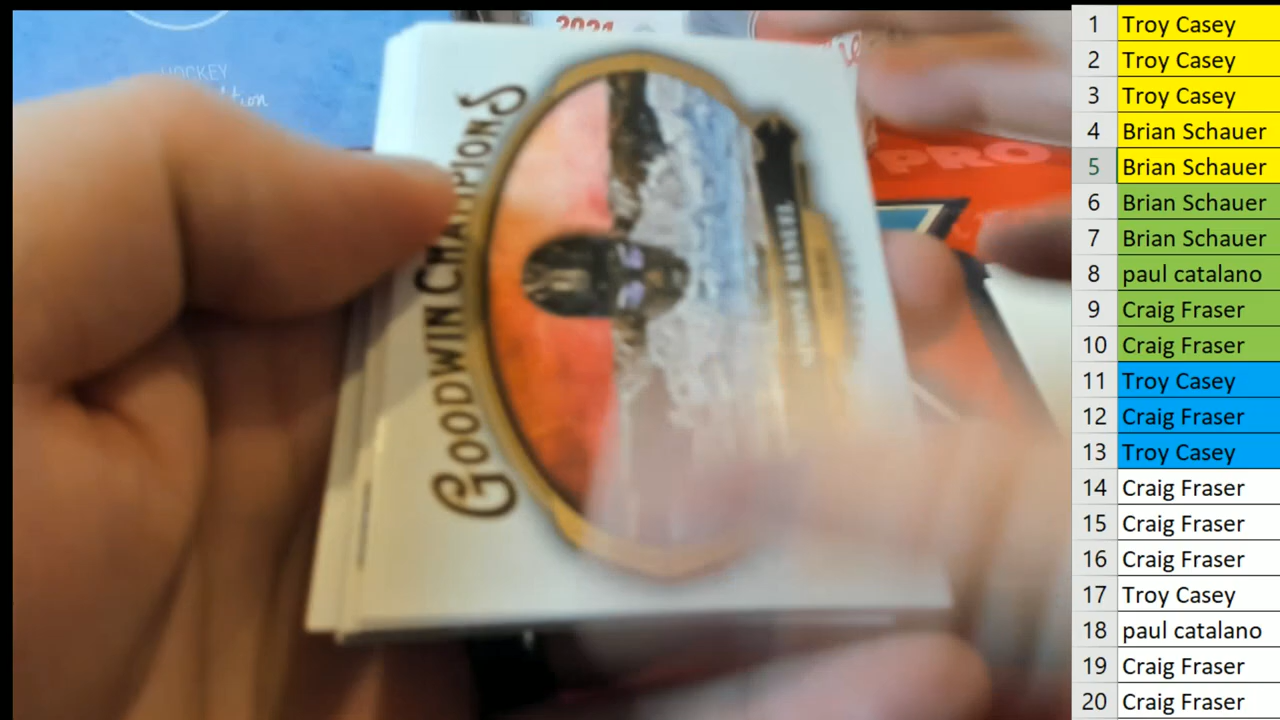 2021
HOCKEY
GOODWIN CHAMPIONS
PRO
1 Troy Casey
2 Troy Casey
3 Troy Casey
4 Brian Schauer
5 Brian Schauer
6 Brian Schauer
7 Brian Schauer
8 paul catalano
9 Craig Fraser
10 Craig Fraser
11 Troy Casey
12 Craig Fraser
13 Troy Casey
14 Craig Fraser
15 Craig Fraser
16 Craig Fraser
17 Troy Casey
18 paul catalano
19 Craig Fraser
20 Craig Fraser